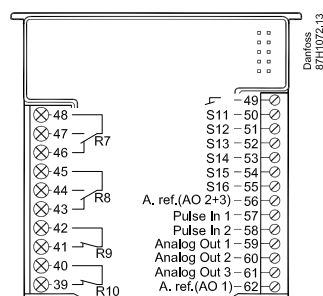 Danfoss
87H1072.13
48
47
46
R7
45
44
43
R8
42
41
R9
40
39
R10
49
S11 – 50
S12 – 51
S13 – 52
S14 – 53
S15 – 54
S16 – 55
A. ref.(AO 2+3) – 56
Pulse In 1 – 57
Pulse In 2 – 58
Analog Out 1 – 59
Analog Out 2 – 60
Analog Out 3 – 61
A. ref.(AO 1) – 62